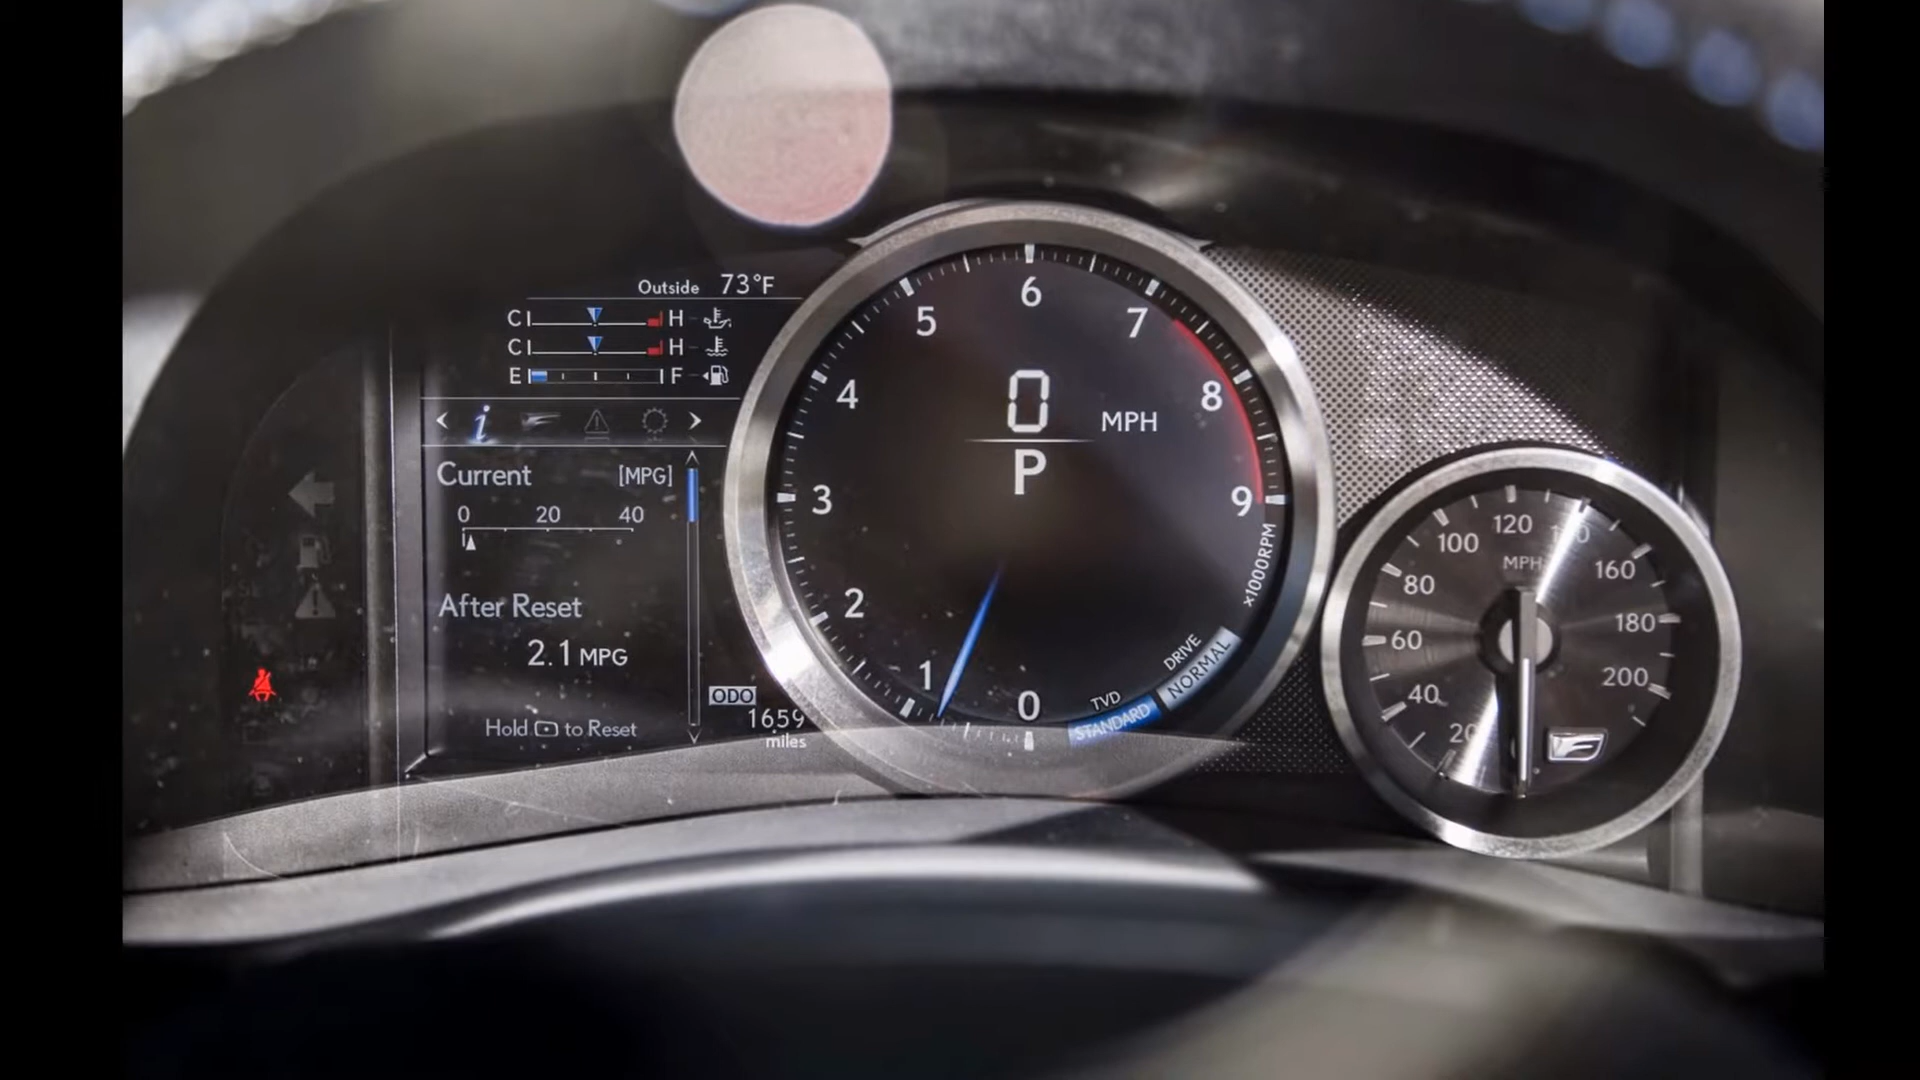 Outside 73°F
C H
C H
E F
i
Current [MPG]
0 20 40
After Reset
2.1 MPG
Hold to Reset
ODO
1659
miles
0 1 2 3 4 5 6 7 8 9
x1000RPM
0 MPH
P
DRIVE
NORMAL
TVD
STANDARD
20 40 60 80 100 120 160 180 200
MPH
F